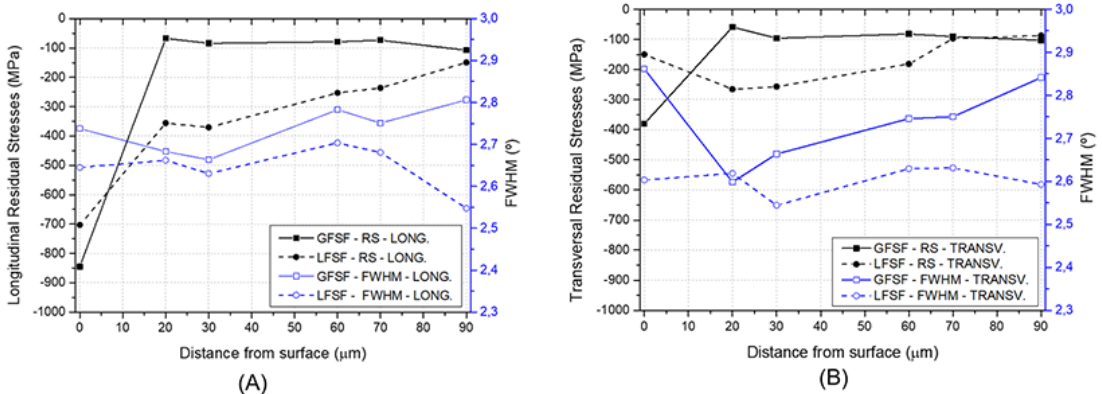 0
-100
-200
-300
-400
-500
-600
-700
-800
-900
-1000
Longitudinal Residual Stresses (MPa)
3,0
2,9
2,8
2,7
2,6
2,5
2,4
2,3
FWHM (º)
GFSF - RS - LONG.
LFSF - RS - LONG.
GFSF - FWHM - LONG.
LFSF - FWHM - LONG.
0 10 20 30 40 50 60 70 80 90
Distance from surface (μm)
(A)
0
-100
-200
-300
-400
-500
-600
-700
-800
-900
-1000
Transversal Residual Stresses (MPa)
3,0
2,9
2,8
2,7
2,6
2,5
2,4
2,3
FWHM (º)
GFSF - RS - TRANSV.
LFSF - RS - TRANSV.
GFSF - FWHM - TRANSV.
LFSF - FWHM - TRANSV.
0 10 20 30 40 50 60 70 80 90
Distance from surface (μm)
(B)